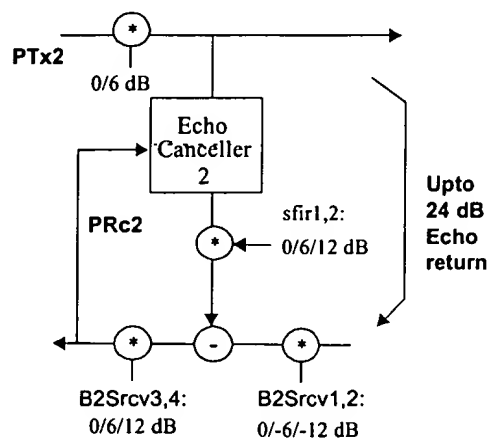 *
PTx2
0/6 dB
Echo
Canceller
2
PRc2
sfir1,2:
*
0/6/12 dB
Upto
24 dB
Echo
return
*
-
*
B2Srcv3,4:
0/6/12 dB
B2Srcv1,2:
0/-6/-12 dB